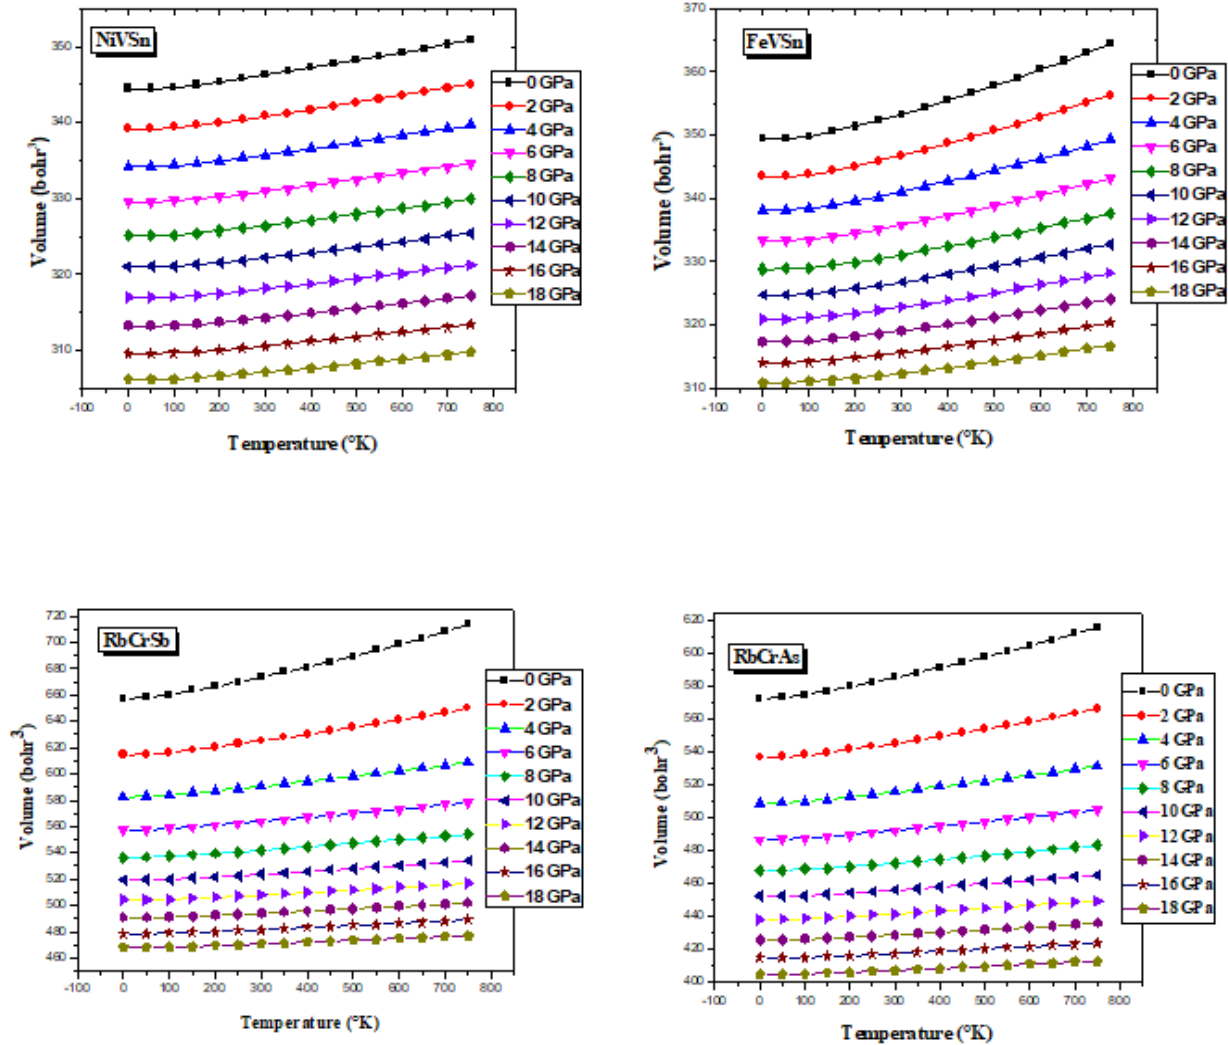 NiVSn
350
340
330
320
310
Volume (bohr³)
-100 0 100 200 300 400 500 600 700 800
Temperature (°K)
0 GPa
2 GPa
4 GPa
6 GPa
8 GPa
10 GPa
12 GPa
14 GPa
16 GPa
18 GPa
FeVSn
370
360
350
340
330
320
310
Volume (bohr³)
-100 0 100 200 300 400 500 600 700 800
Temperature (°K)
0 GPa
2 GPa
4 GPa
6 GPa
8 GPa
10 GPa
12 GPa
14 GPa
16 GPa
18 GPa
RbCrSb
720
700
680
660
640
620
600
580
560
540
520
500
480
460
Volume (bohr³)
-100 0 100 200 300 400 500 600 700 800
Temperature (°K)
0 GPa
2 GPa
4 GPa
6 GPa
8 GPa
10 GPa
12 GPa
14 GPa
16 GPa
18 GPa
RbCrAs
620
600
580
560
540
520
500
480
460
440
420
400
Volume (bohr³)
-100 0 100 200 300 400 500 600 700 800
Temperature (°K)
0 GPa
2 GPa
4 GPa
6 GPa
8 GPa
10 GPa
12 GPa
14 GPa
16 GPa
18 GPa